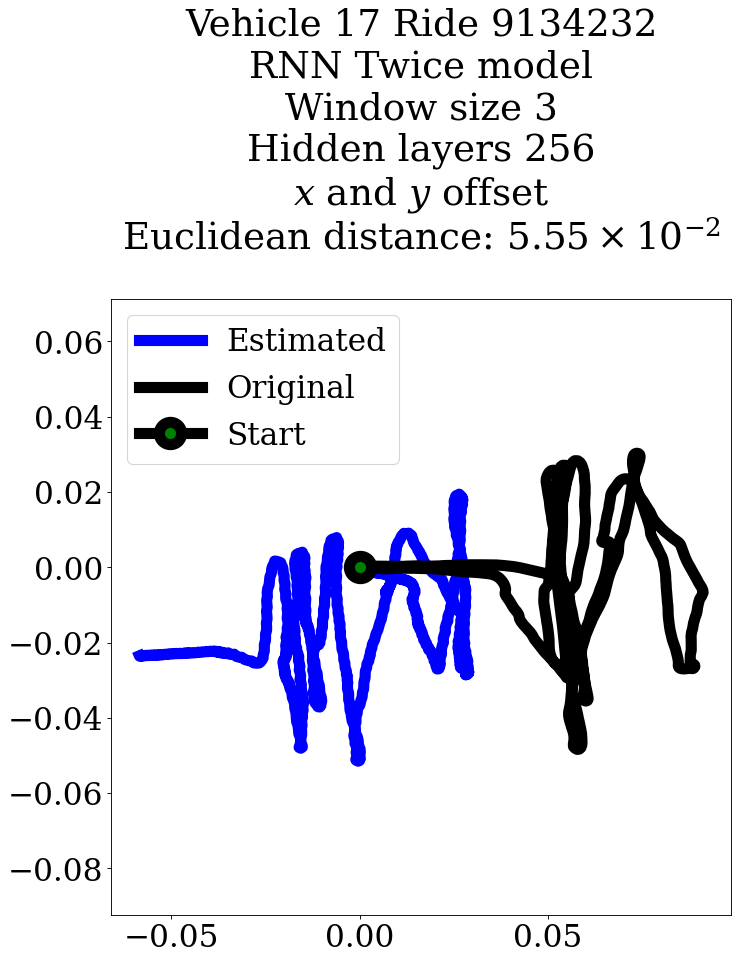 Vehicle 17 Ride 9134232
RNN Twice model
Window size 3
Hidden layers 256
x and y offset
Euclidean distance: 5.55 × 10⁻²
Estimated
Original
Start
0.06
0.04
0.02
0.00
−0.02
−0.04
−0.06
−0.08
−0.05 0.00 0.05